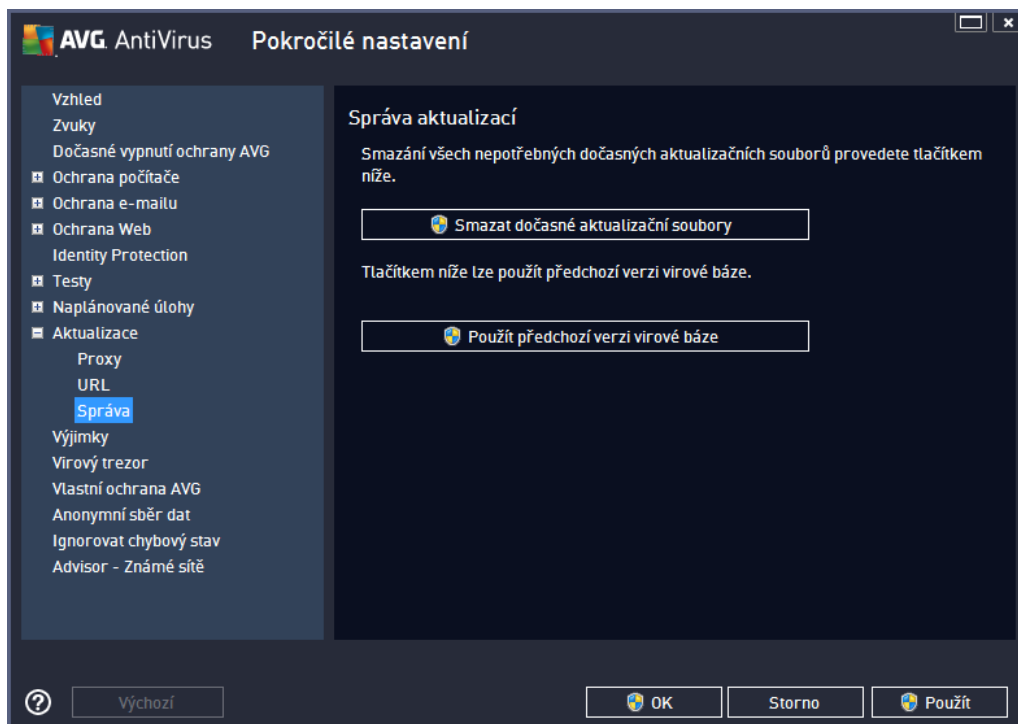 AVG. AntiVirus Pokročilé nastavení
Vzhled
Zvuky
Dočasné vypnutí ochrany AVG
Ochrana počítače
Ochrana e-mailu
Ochrana Web
Identity Protection
Testy
Naplánované úlohy
Aktualizace
Proxy
URL
Správa
Výjimky
Virový trezor
Vlastní ochrana AVG
Anonymní sběr dat
Ignorovat chybový stav
Advisor - Známé sítě
Správa aktualizací
Smazání všech nepotřebných dočasných aktualizačních souborů provedete tlačítkem
níže.
Smazat dočasné aktualizační soubory
Tlačítkem níže lze použít předchozí verzi virové báze.
Použít předchozí verzi virové báze
Výchozí
OK
Storno
Použít